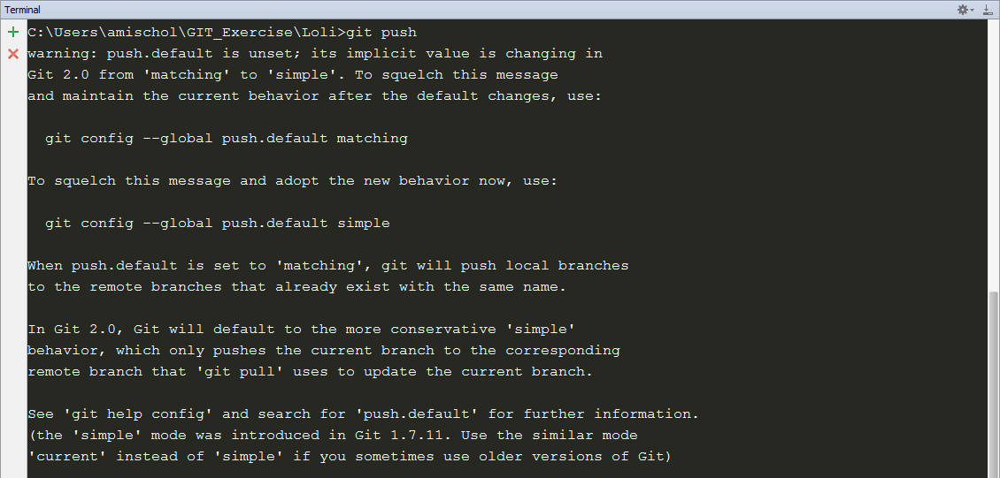 Terminal
C:\Users\amischol\GIT_Exercise\Loli>git push
warning: push.default is unset; its implicit value is changing in
Git 2.0 from 'matching' to 'simple'. To squelch this message
and maintain the current behavior after the default changes, use:
git config --global push.default matching
To squelch this message and adopt the new behavior now, use:
git config --global push.default simple
When push.default is set to 'matching', git will push local branches
to the remote branches that already exist with the same name.
In Git 2.0, Git will default to the more conservative 'simple'
behavior, which only pushes the current branch to the corresponding
remote branch that 'git pull' uses to update the current branch.
See 'git help config' and search for 'push.default' for further information.
(the 'simple' mode was introduced in Git 1.7.11. Use the similar mode
'current' instead of 'simple' if you sometimes use older versions of Git)